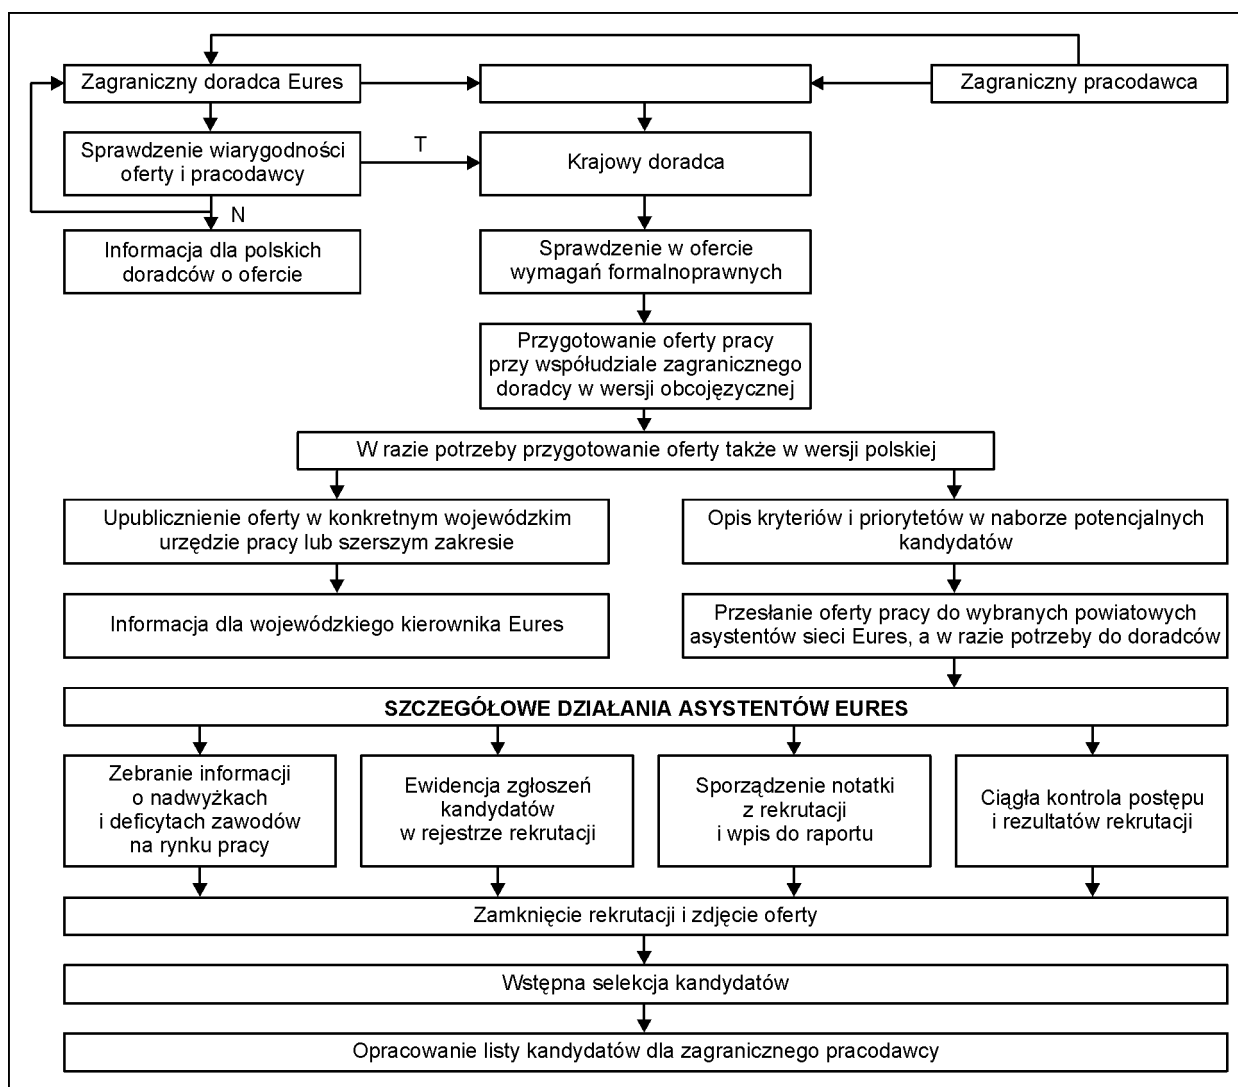 Zagraniczny doradca Eures
Zagraniczny pracodawca
Sprawdzenie wiarygodności
oferty i pracodawcy
T
Krajowy doradca
N
Informacja dla polskich
doradców o ofercie
Sprawdzenie w ofercie
wymagań formalnoprawnych
Przygotowanie oferty pracy
przy współudziale zagranicznego
doradcy w wersji obcojęzycznej
W razie potrzeby przygotowanie oferty także w wersji polskiej
Upublicznienie oferty w konkretnym wojewódzkim
urzędzie pracy lub szerszym zakresie
Opis kryteriów i priorytetów w naborze potencjalnych
kandydatów
Informacja dla wojewódzkiego kierownika Eures
Przesłanie oferty pracy do wybranych powiatowych
asystentów sieci Eures, a w razie potrzeby do doradców
SZCZEGÓŁOWE DZIAŁANIA ASYSTENTÓW EURES
Zebranie informacji
o nadwyżkach
i deficytach zawodów
na rynku pracy
Ewidencja zgłoszeń
kandydatów
w rejestrze rekrutacji
Sporządzenie notatki
z rekrutacji
i wpis do raportu
Ciągła kontrola postępu
i rezultatów rekrutacji
Zamknięcie rekrutacji i zdjęcie oferty
Wstępna selekcja kandydatów
Opracowanie listy kandydatów dla zagranicznego pracodawcy